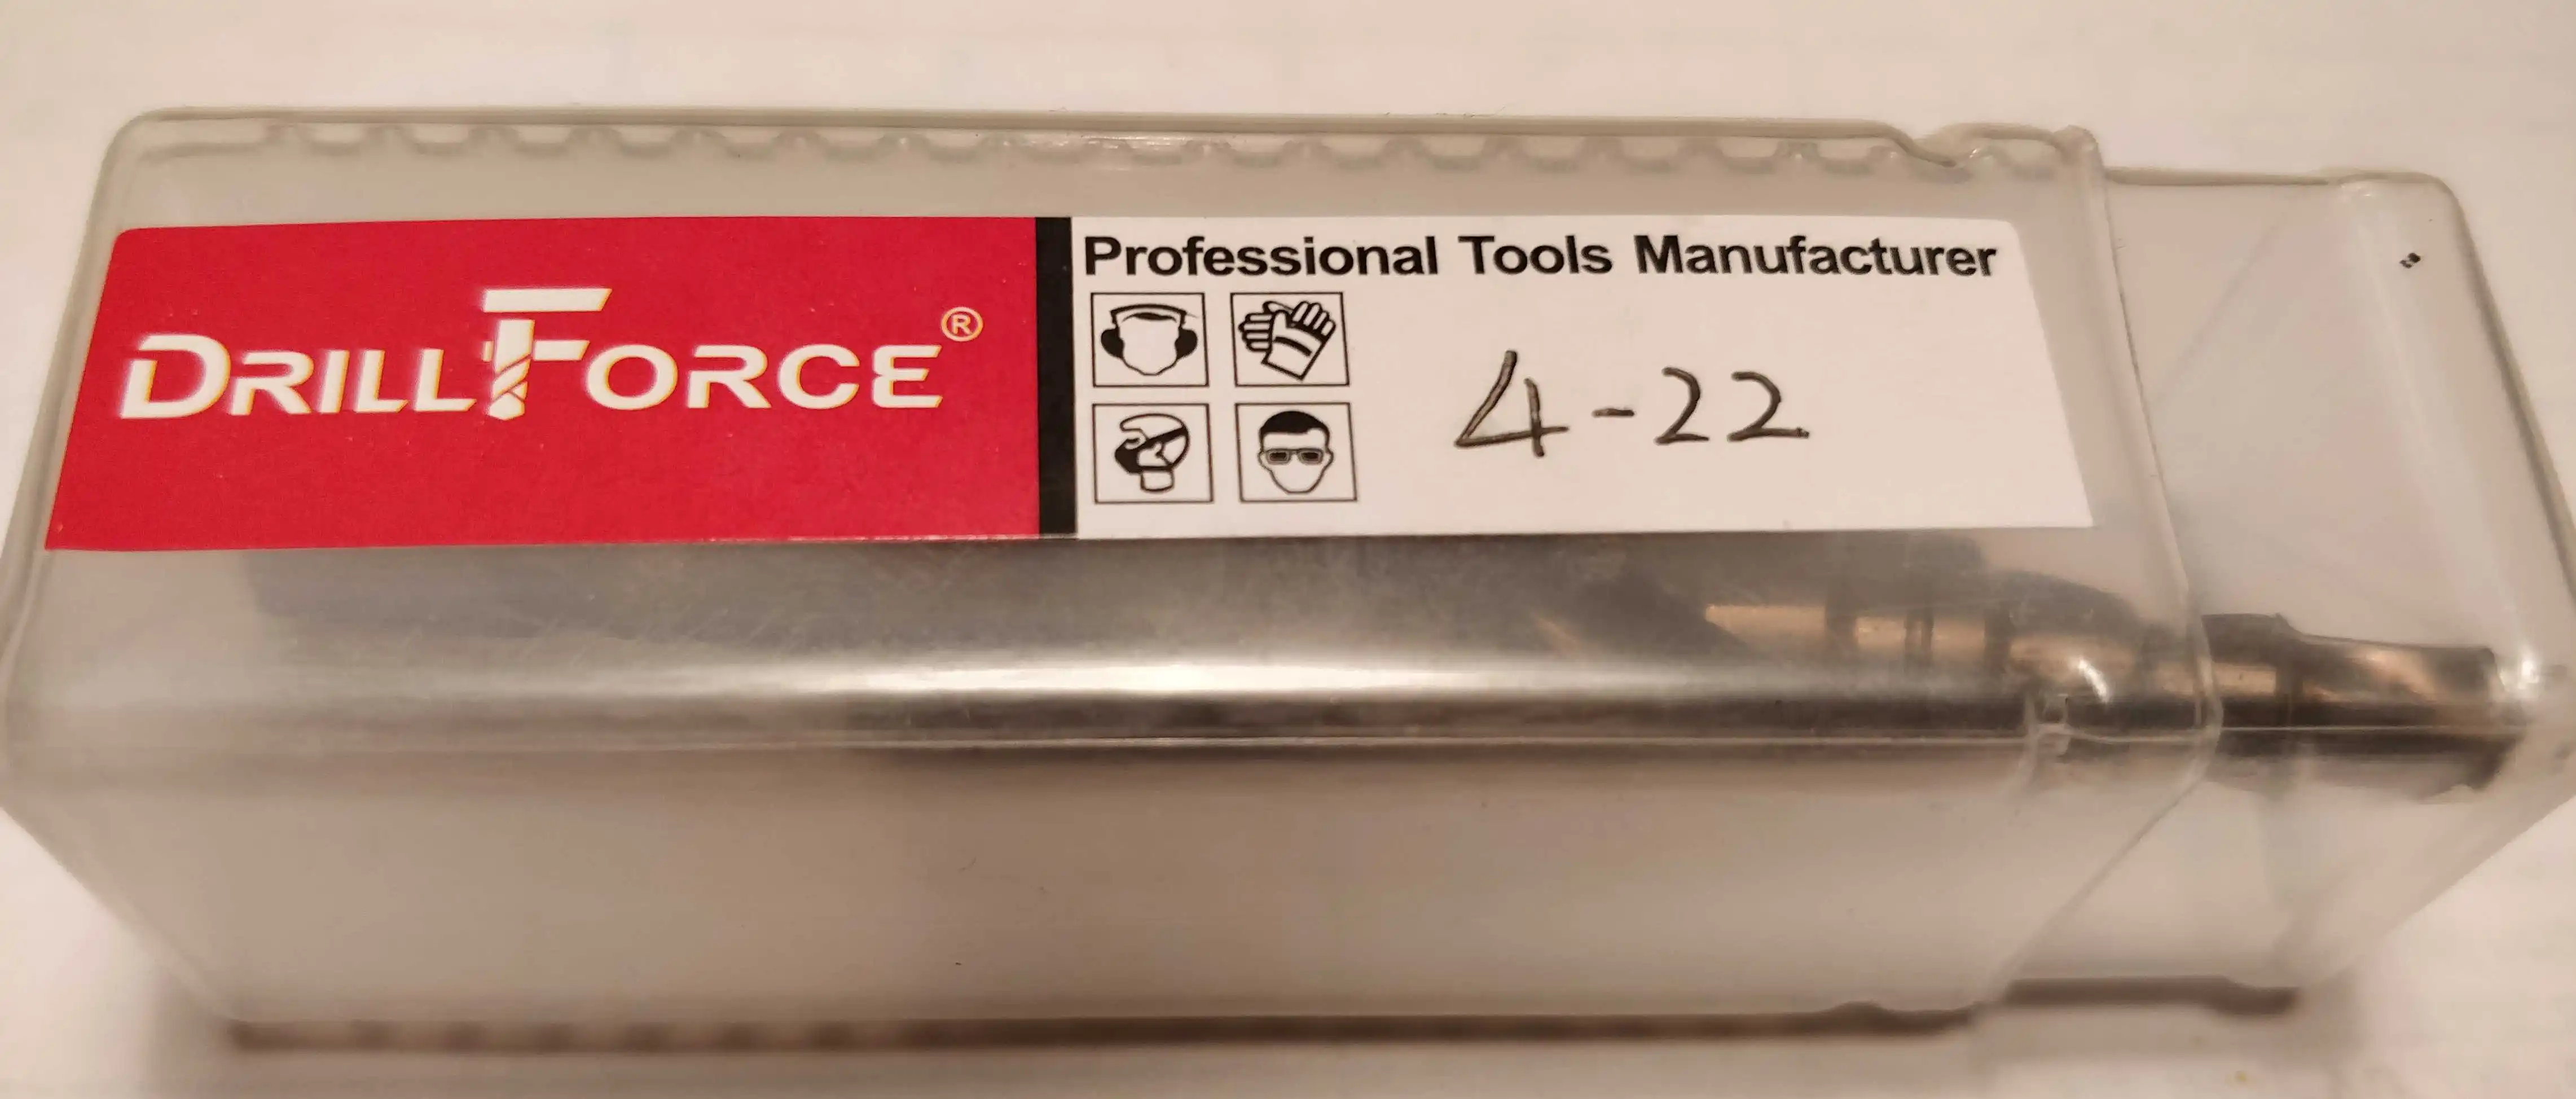 DRILLFORCE®
Professional Tools Manufacturer
4-22